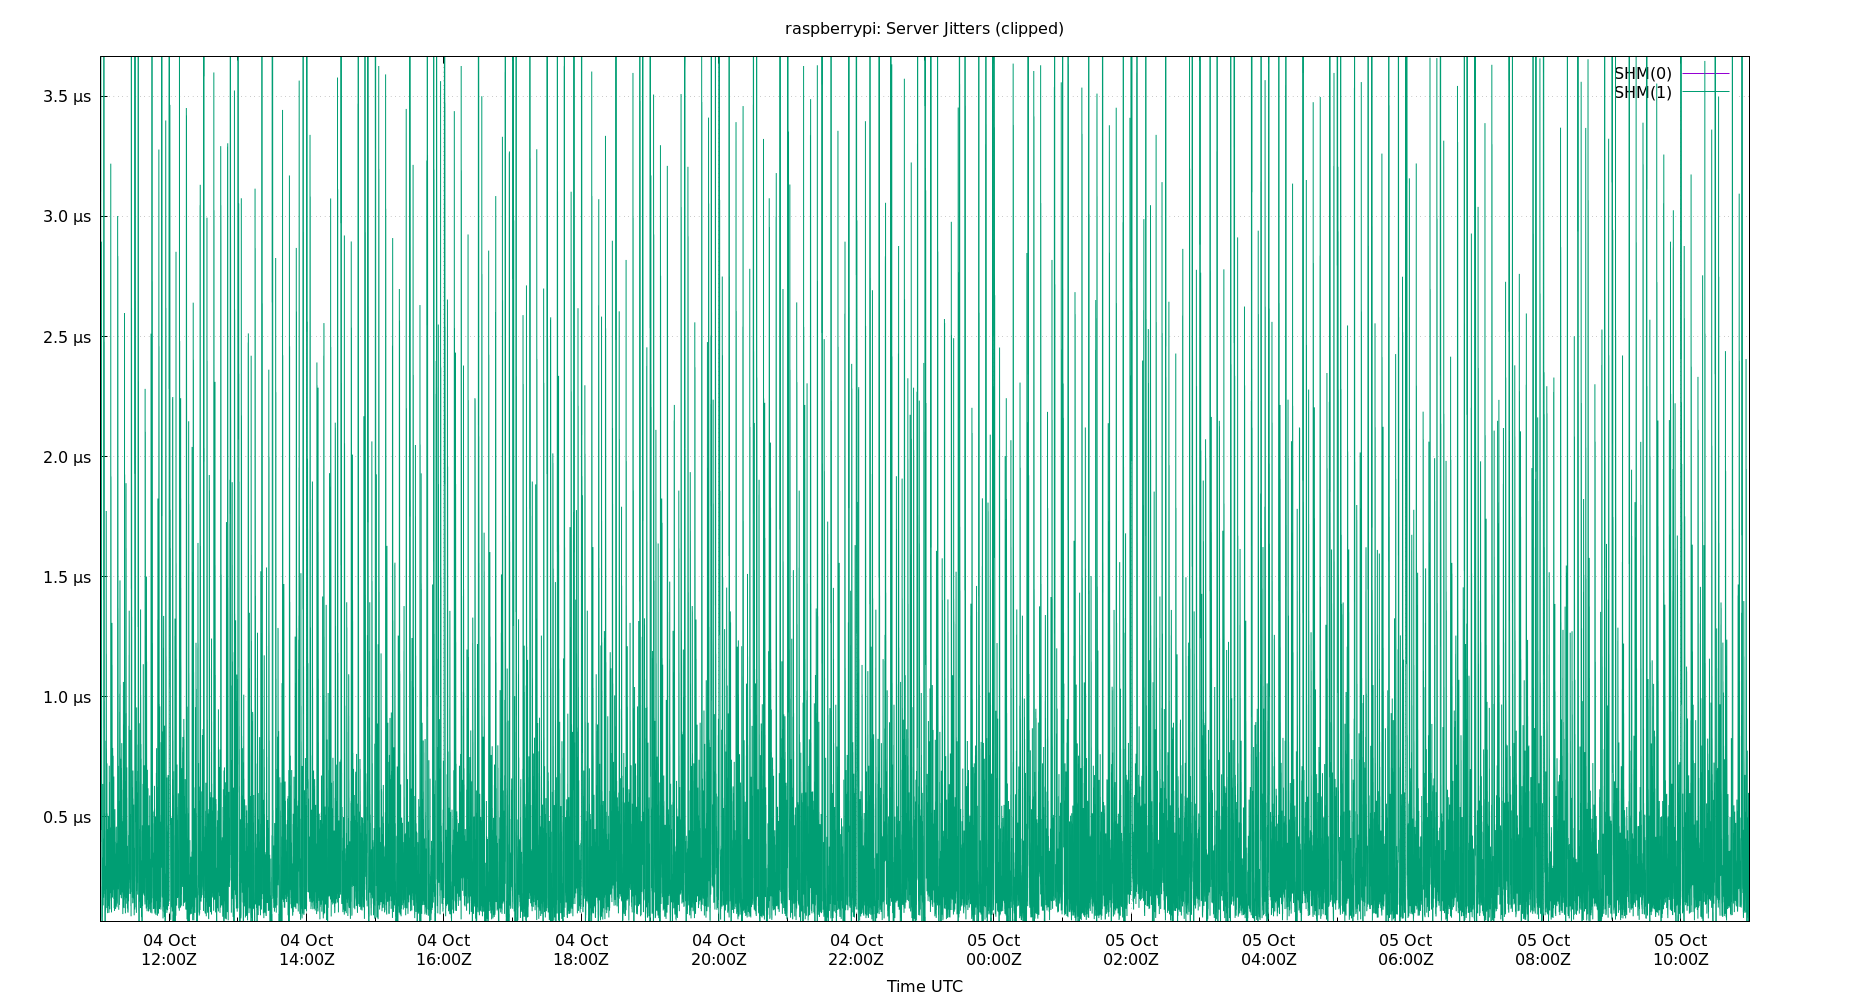 raspberrypi: Server Jitters (clipped)
SHM(0)
SHM(1)
3.5 µs
3.0 µs
2.5 µs
2.0 µs
1.5 µs
1.0 µs
0.5 µs
04 Oct 04 Oct 04 Oct 04 Oct 04 Oct 04 Oct 05 Oct 05 Oct 05 Oct 05 Oct 05 Oct 05 Oct
12:00Z 14:00Z 16:00Z 18:00Z 20:00Z 22:00Z 00:00Z 02:00Z 04:00Z 06:00Z 08:00Z 10:00Z
Time UTC